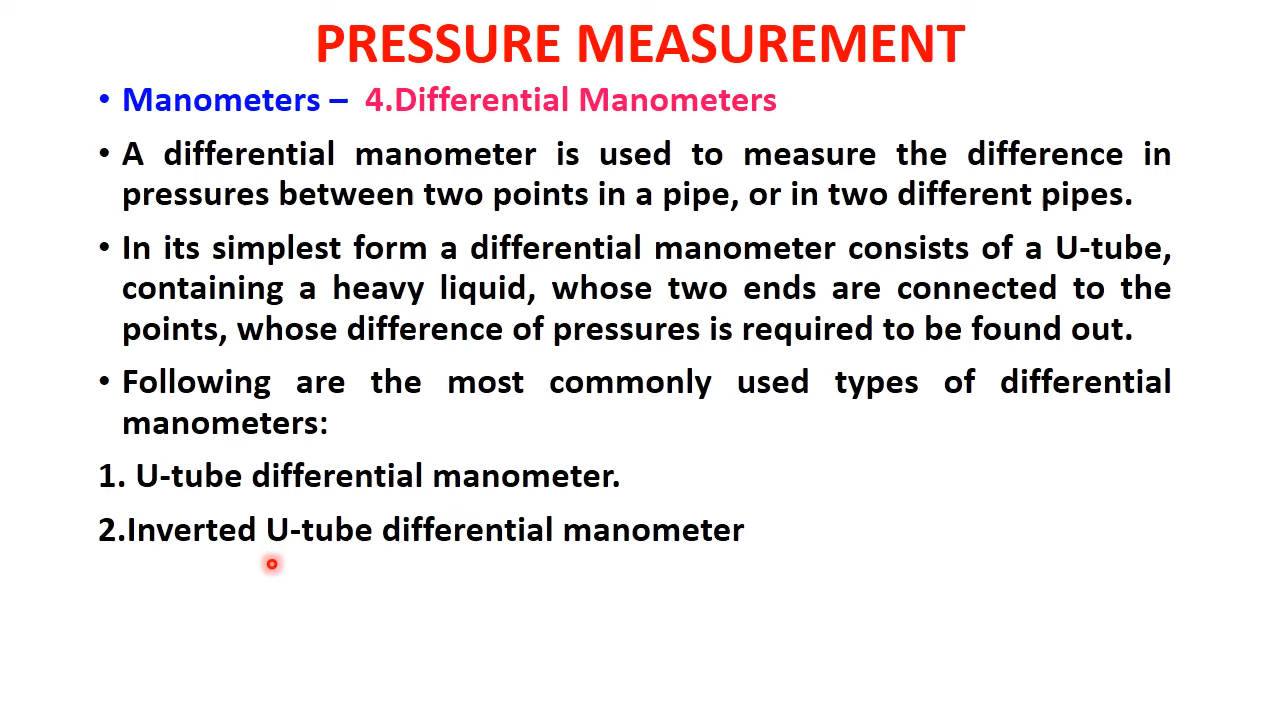 PRESSURE MEASUREMENT
• Manometers – 4.Differential Manometers
• A differential manometer is used to measure the difference in
pressures between two points in a pipe, or in two different pipes.
• In its simplest form a differential manometer consists of a U-tube,
containing a heavy liquid, whose two ends are connected to the
points, whose difference of pressures is required to be found out.
• Following are the most commonly used types of differential
manometers:
1. U-tube differential manometer.
2.Inverted U-tube differential manometer